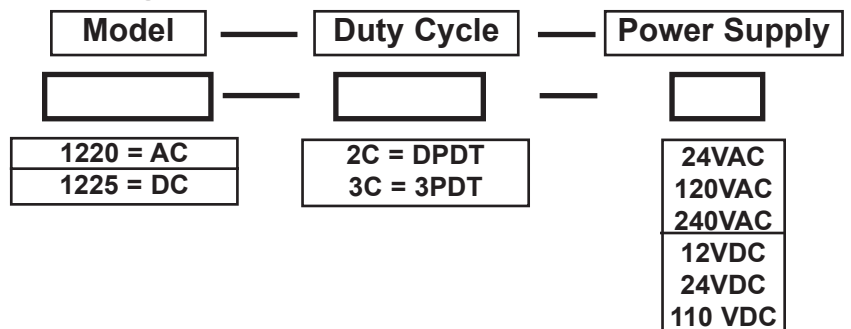 Model — Duty Cycle — Power Supply
1220 = AC
1225 = DC
2C = DPDT
3C = 3PDT
24VAC
120VAC
240VAC
12VDC
24VDC
110 VDC